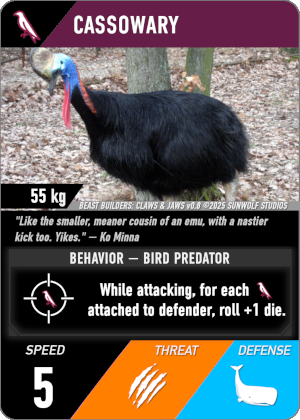 CASSOWARY
55 kg
BEAST BUILDERS: CLAWS & JAWS v0.8 ©2025 SUNWOLF STUDIOS
"Like the smaller, meaner cousin of an emu, with a nastier
kick too. Yikes." — Ko Minna
BEHAVIOR — BIRD PREDATOR
While attacking, for each
attached to defender, roll +1 die.
SPEED THREAT DEFENSE
5